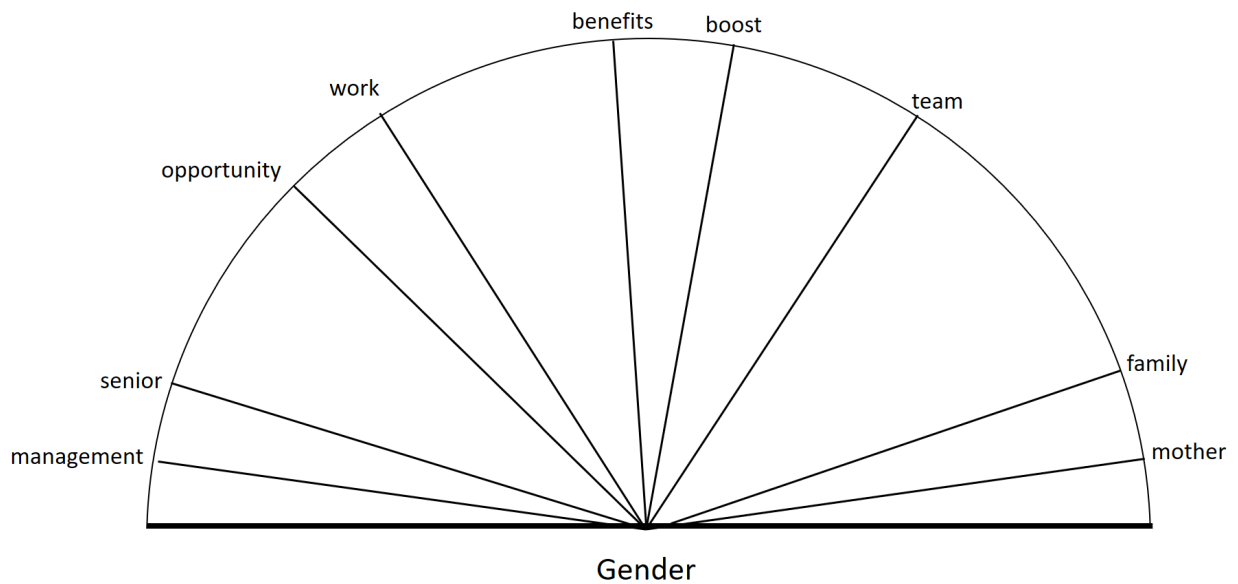 benefits
boost
work
team
opportunity
family
senior
mother
management
Gender